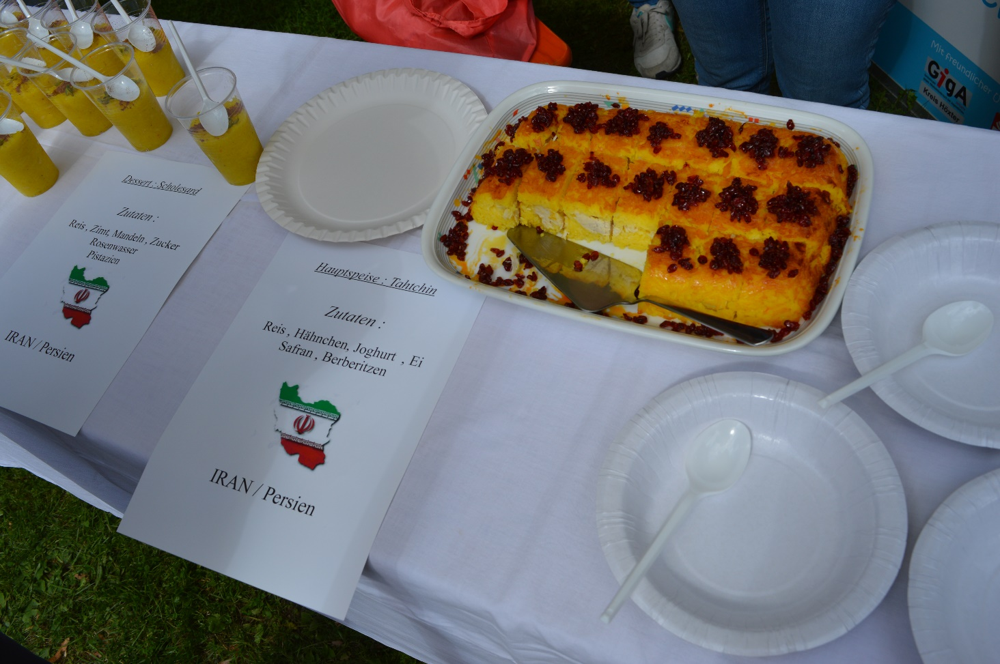 Dessert : Scholesard
Zutaten :
Reis , Zimt, Mandeln , Zucker
Rosenwasser
Pistazien
IRAN / Persien
Hauptspeise : Tahtchin
Zutaten :
Reis , Hähnchen, Joghurt , Ei
Safran , Berberitzen
IRAN / Persien
Mit freundlicher
GigA
Kreis Höxter